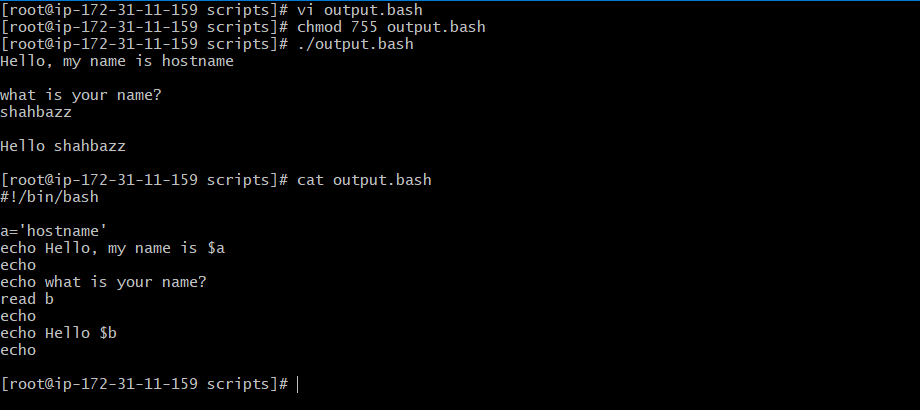 [root@ip-172-31-11-159 scripts]# vi output.bash
[root@ip-172-31-11-159 scripts]# chmod 755 output.bash
[root@ip-172-31-11-159 scripts]# ./output.bash
Hello, my name is hostname
what is your name?
shahbazz
Hello shahbazz
[root@ip-172-31-11-159 scripts]# cat output.bash
#!/bin/bash
a='hostname'
echo Hello, my name is $a
echo
echo what is your name?
read b
echo
echo Hello $b
echo
[root@ip-172-31-11-159 scripts]#